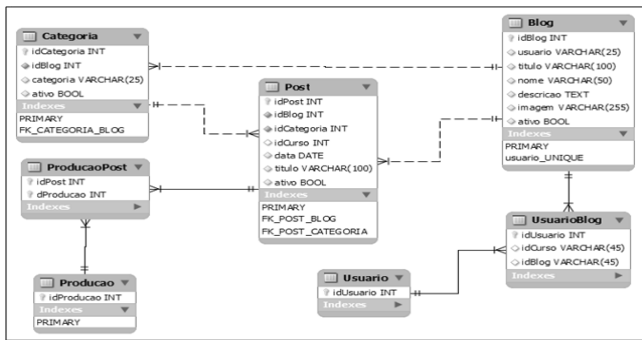 Categoria
idCategoria INT
idBlog INT
categoria VARCHAR(25)
ativo BOOL
Indexes
PRIMARY
FK_CATEGORIA_BLOG
Post
idPost INT
idBlog INT
idCategoria INT
idCurso INT
data DATE
titulo VARCHAR(100)
ativo BOOL
Indexes
PRIMARY
FK_POST_BLOG
FK_POST_CATEGORIA
Blog
idBlog INT
usuario VARCHAR(25)
titulo VARCHAR(100)
nome VARCHAR(50)
descricao TEXT
imagem VARCHAR(255)
ativo BOOL
Indexes
PRIMARY
usuario_UNIQUE
ProducaoPost
idPost INT
dProducao INT
Indexes
Producao
idProducao INT
Indexes
PRIMARY
Usuario
idUsuario INT
Indexes
UsuarioBlog
idUsuario INT
idCurso VARCHAR(45)
idBlog VARCHAR(45)
Indexes